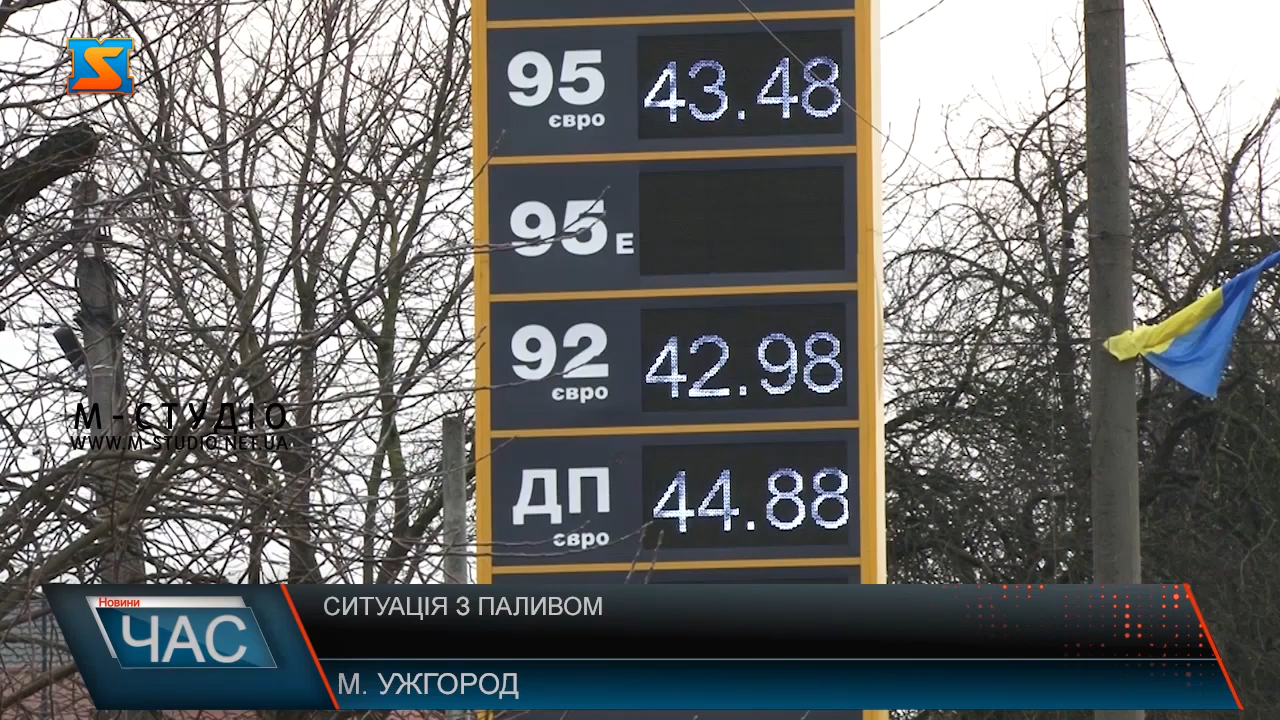 95 43.48
євро
95 Е
92 42.98
євро
М-СТУДІО
WWW.M-STUDIO.NET.UA
ДП 44.88
євро
Новини
ЧАС
СИТУАЦІЯ З ПАЛИВОМ
М. УЖГОРОД